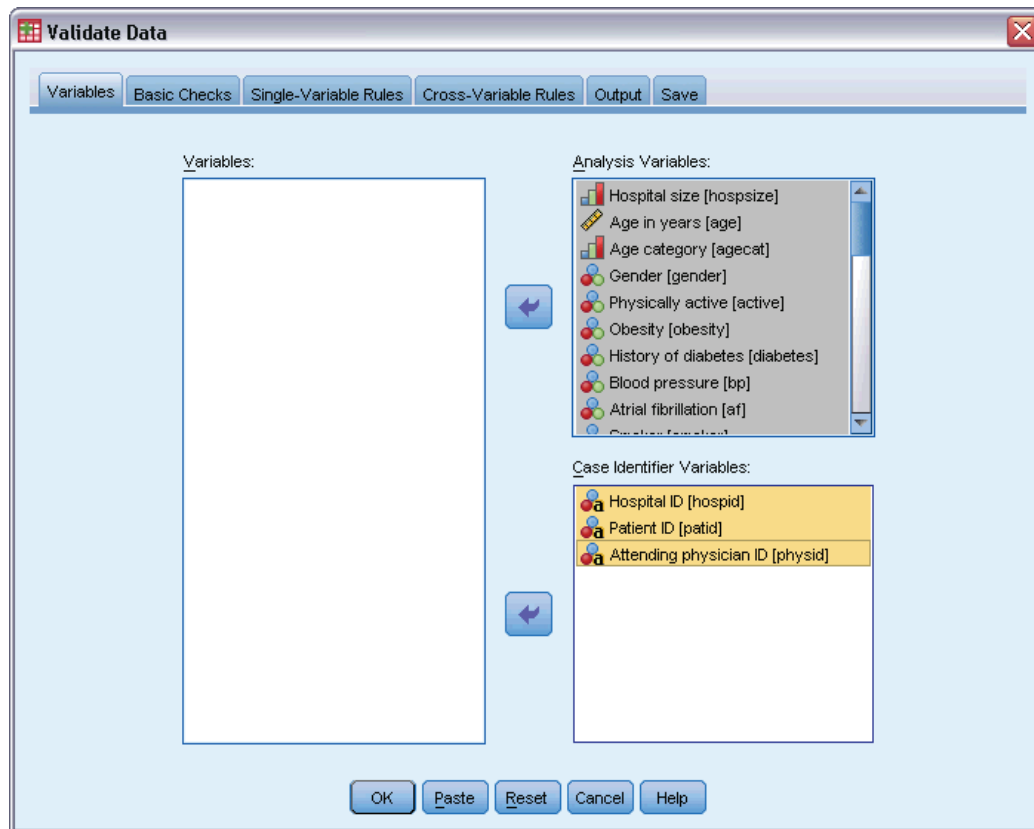 Validate Data
Variables Basic Checks Single-Variable Rules Cross-Variable Rules Output Save
Variables:
Analysis Variables:
Hospital size [hospsize]
Age in years [age]
Age category [agecat]
Gender [gender]
Physically active [active]
Obesity [obesity]
History of diabetes [diabetes]
Blood pressure [bp]
Atrial fibrillation [af]
Smoker [smoker]
Case Identifier Variables:
a Hospital ID [hospid]
a Patient ID [patid]
a Attending physician ID [physid]
OK Paste Reset Cancel Help